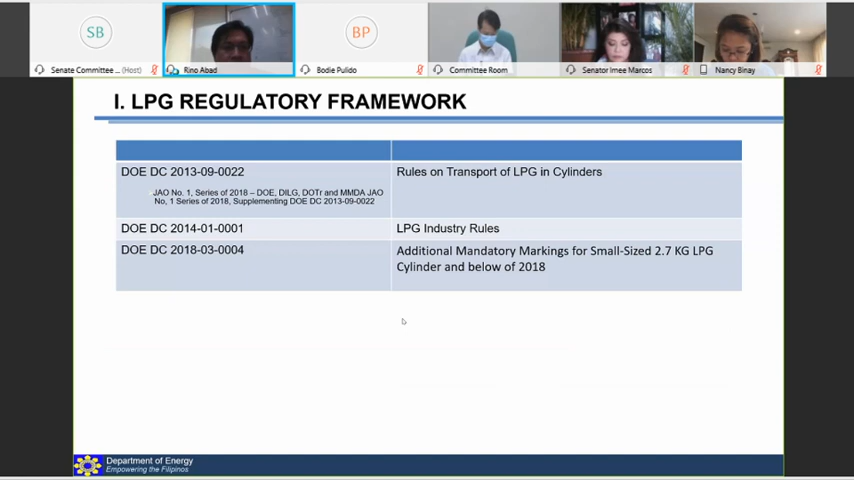 SB
BP
Senate Committee ... (Host)
Rino Abad
Bodie Pulido
Committee Room
Senator Imee Marcos
Nancy Binay
I. LPG REGULATORY FRAMEWORK
DOE DC 2013-09-0022
Rules on Transport of LPG in Cylinders
JAO No. 1, Series of 2018 – DOE, DILG, DOTr and MMDA JAO
No, 1 Series of 2018, Supplementing DOE DC 2013-09-0022
DOE DC 2014-01-0001
LPG Industry Rules
DOE DC 2018-03-0004
Additional Mandatory Markings for Small-Sized 2.7 KG LPG
Cylinder and below of 2018
Department of Energy
Empowering the Filipinos